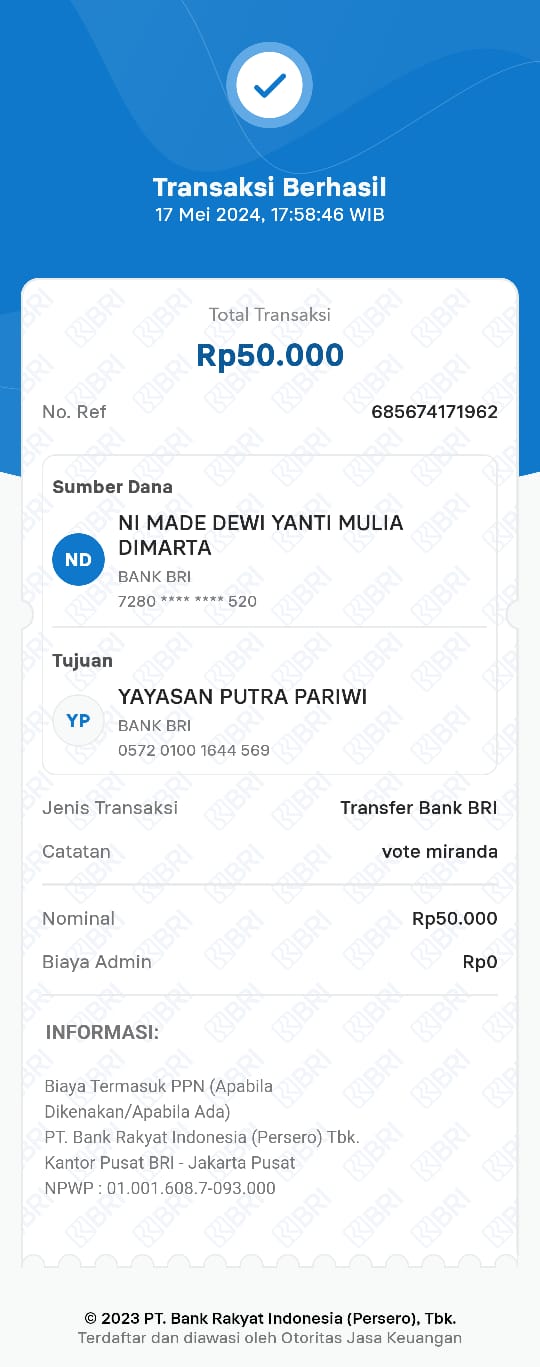 Transaksi Berhasil
17 Mei 2024, 17:58:46 WIB
Total Transaksi
Rp50.000
No. Ref 685674171962
Sumber Dana
ND
NI MADE DEWI YANTI MULIA
DIMARTA
BANK BRI
7280 **** **** 520
Tujuan
YP
YAYASAN PUTRA PARIWI
BANK BRI
0572 0100 1644 569
Jenis Transaksi Transfer Bank BRI
Catatan vote miranda
Nominal Rp50.000
Biaya Admin Rp0
INFORMASI:
Biaya Termasuk PPN (Apabila
Dikenakan/Apabila Ada)
PT. Bank Rakyat Indonesia (Persero) Tbk.
Kantor Pusat BRI - Jakarta Pusat
NPWP : 01.001.608.7-093.000
© 2023 PT. Bank Rakyat Indonesia (Persero), Tbk.
Terdaftar dan diawasi oleh Otoritas Jasa Keuangan